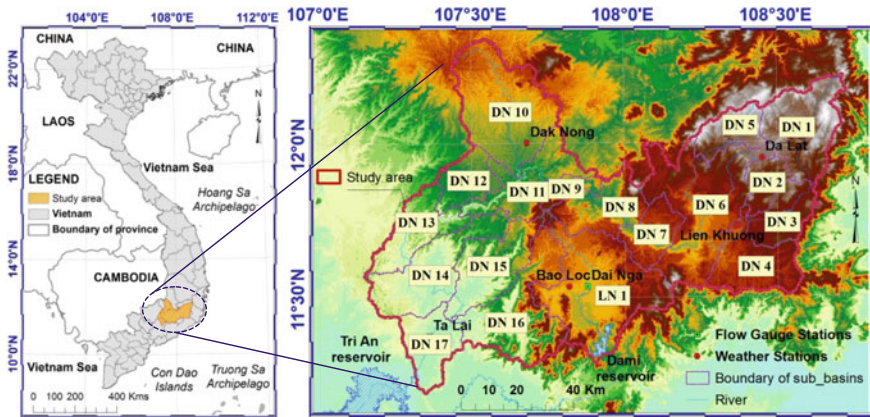 104°0'E
108°0'E
112°0'E
CHINA
CHINA
22°0'N
LAOS
18°0'N
Vietnam Sea
LEGEND
Study area
Vietnam
Boundary of province
Hoang Sa
Archipelago
14°0'N
CAMBODIA
10°0'N
Vietnam Sea
Con Dao
Islands
Truong Sa
Archipelago
0 100 200 400 Kms
107°0'E
107°30'E
108°0'E
108°30'E
12°0'N
11°30'N
Study area
DN 10
Dak Nong
DN 5
DN 1
Da Lat
DN 12
DN 11
DN 9
DN 2
DN 8
DN 6
N
DN 13
DN 7
Lien Khuong
DN 3
DN 14
DN 15
Bao Loc
Dai Nga
DN 4
LN 1
Tri An
reservoir
Ta Lai
DN 16
DN 17
Dami
reservoir
Flow Gauge Stations
Weather Stations
Boundary of sub_basins
River
0 10 20 40 Km